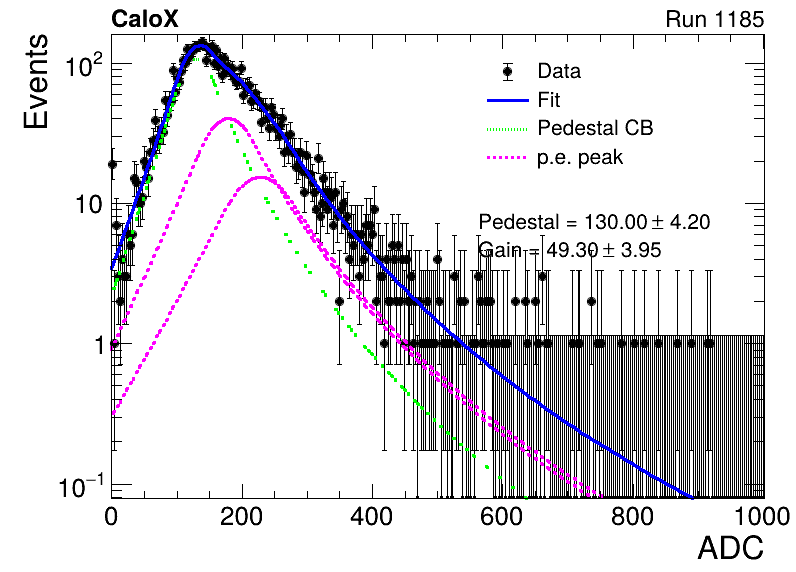 CaloX Run 1185
Events
Data
Fit
Pedestal CB
p.e. peak
Pedestal = 130.00 ± 4.20
Gain = 49.30 ± 3.95
10²
10
1
10⁻¹
0 200 400 600 800 1000
ADC